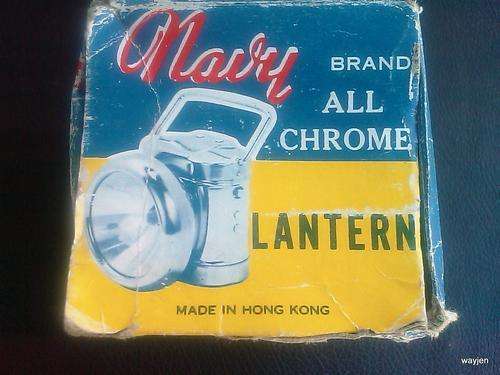 Navy
BRAND
ALL
CHROME
LANTERN
MADE IN HONG KONG
wayjen